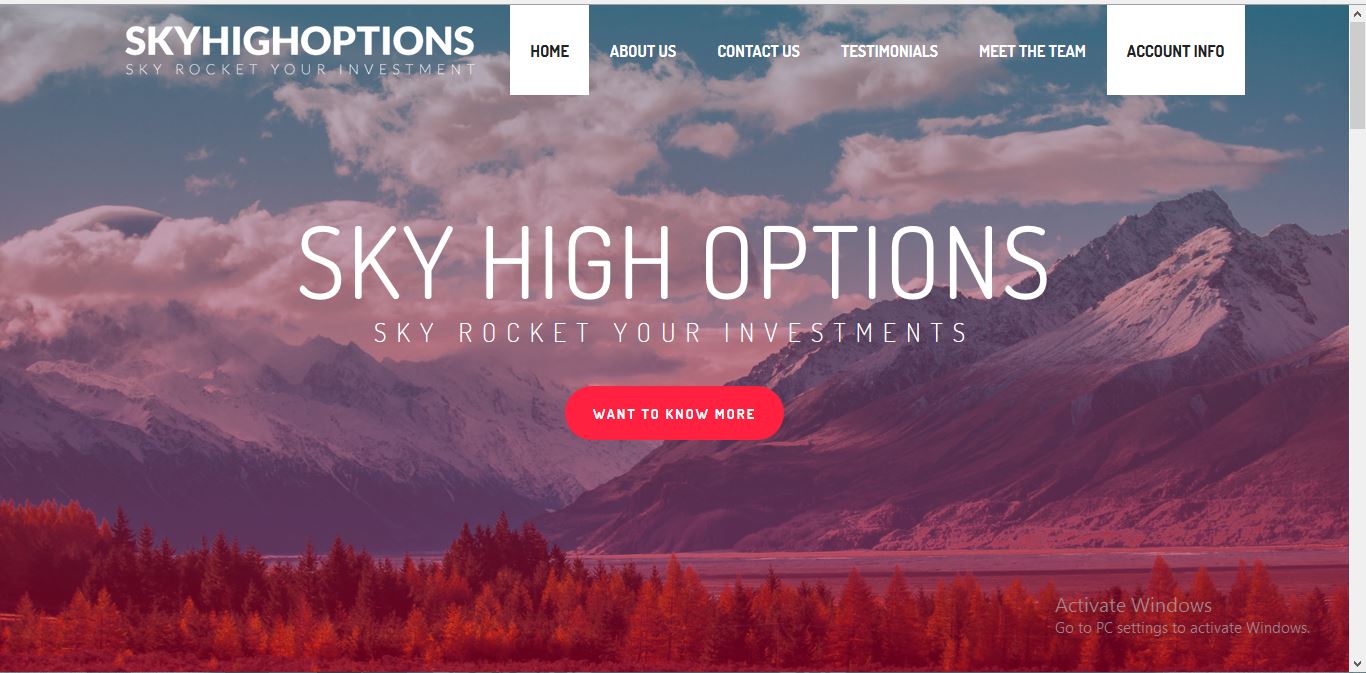 SKYHIGHOPTIONS
SKY ROCKET YOUR INVESTMENT
HOME ABOUT US CONTACT US TESTIMONIALS MEET THE TEAM ACCOUNT INFO
SKY HIGH OPTIONS
SKY ROCKET YOUR INVESTMENTS
WANT TO KNOW MORE
Activate Windows
Go to PC settings to activate Windows.